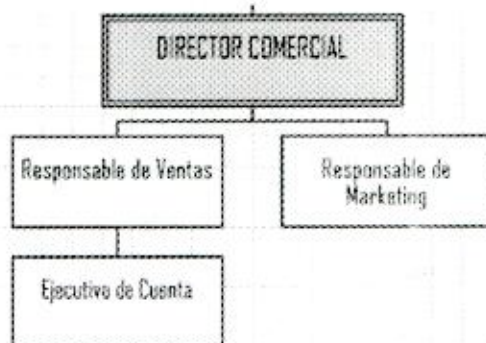 DIRECTOR COMERCIAL
Responsable de Ventas
Responsable de
Marketing
Ejecutivo de Cuenta